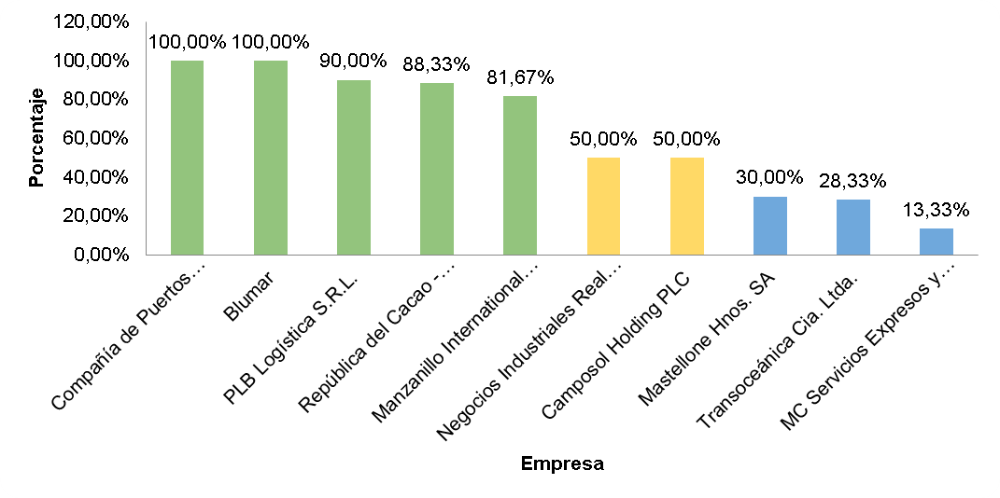 120,00%
100,00%
80,00%
60,00%
40,00%
20,00%
0,00%
Porcentaje
100,00%
100,00%
90,00%
88,33%
81,67%
50,00%
50,00%
30,00%
28,33%
13,33%
Compañía de Puertos…
Blumar
PLB Logística S.R.L.
República del Cacao -…
Manzanillo International…
Negocios Industriales Real…
Camposol Holding PLC
Mastellone Hnos. SA
Transoceánica Cia. Ltda.
MC Servicios Expresos y…
Empresa